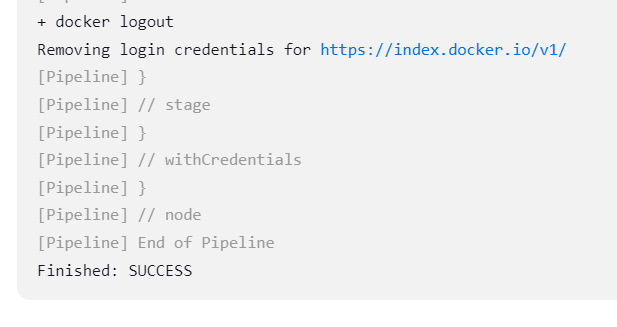 + docker logout
Removing login credentials for https://index.docker.io/v1/
[Pipeline] }
[Pipeline] // stage
[Pipeline] }
[Pipeline] // withCredentials
[Pipeline] }
[Pipeline] // node
[Pipeline] End of Pipeline
Finished: SUCCESS